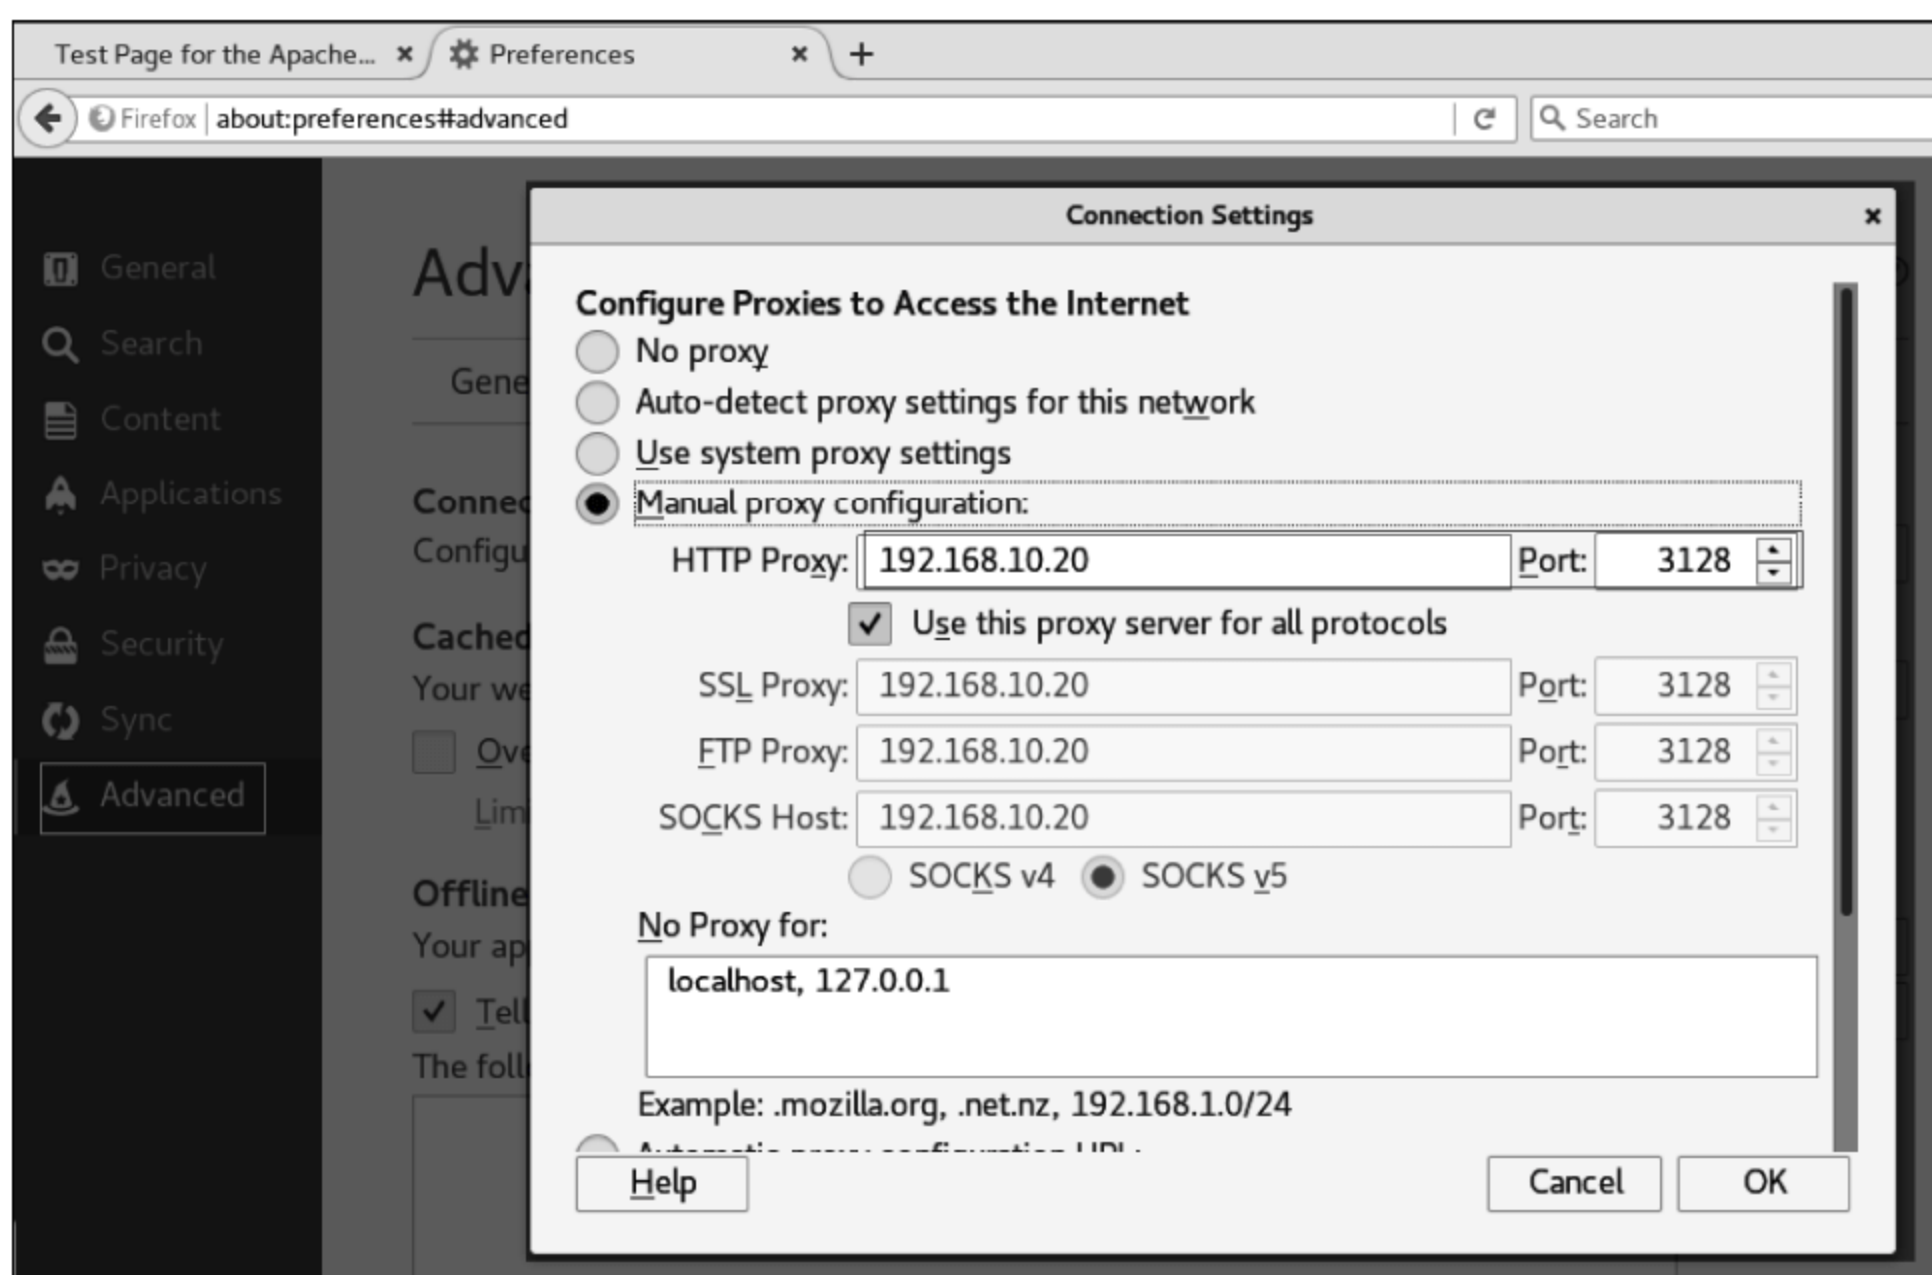 Test Page for the Apache... × Preferences × +
Firefox about:preferences#advanced Search
Connection Settings ×
General
Search
Content
Applications
Privacy
Security
Sync
Advanced
Adv
Gene
Connec
Configu
Cached
Your we
Ove
Lim
Offline
Your ap
Tell
The foll
Configure Proxies to Access the Internet
No proxy
Auto-detect proxy settings for this network
Use system proxy settings
Manual proxy configuration:
HTTP Proxy: 192.168.10.20 Port: 3128
Use this proxy server for all protocols
SSL Proxy: 192.168.10.20 Port: 3128
FTP Proxy: 192.168.10.20 Port: 3128
SOCKS Host: 192.168.10.20 Port: 3128
SOCKS v4 SOCKS v5
No Proxy for:
localhost, 127.0.0.1
Example: .mozilla.org, .net.nz, 192.168.1.0/24
Automatic proxy configuration URL:
Help Cancel OK